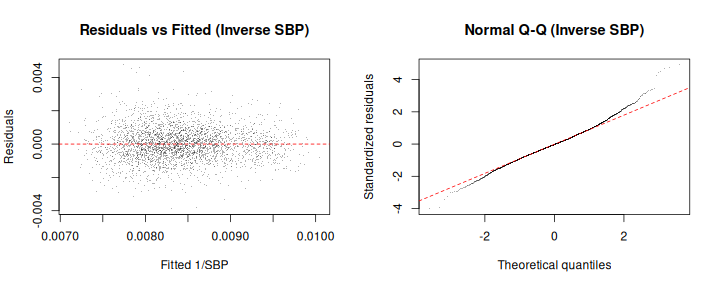 Residuals vs Fitted (Inverse SBP)
Residuals
0.004
0.000
-0.004
0.0070
0.0080
0.0090
0.0100
Fitted 1/SBP
Normal Q-Q (Inverse SBP)
Standardized residuals
4
2
0
-2
-4
-2
0
2
Theoretical quantiles